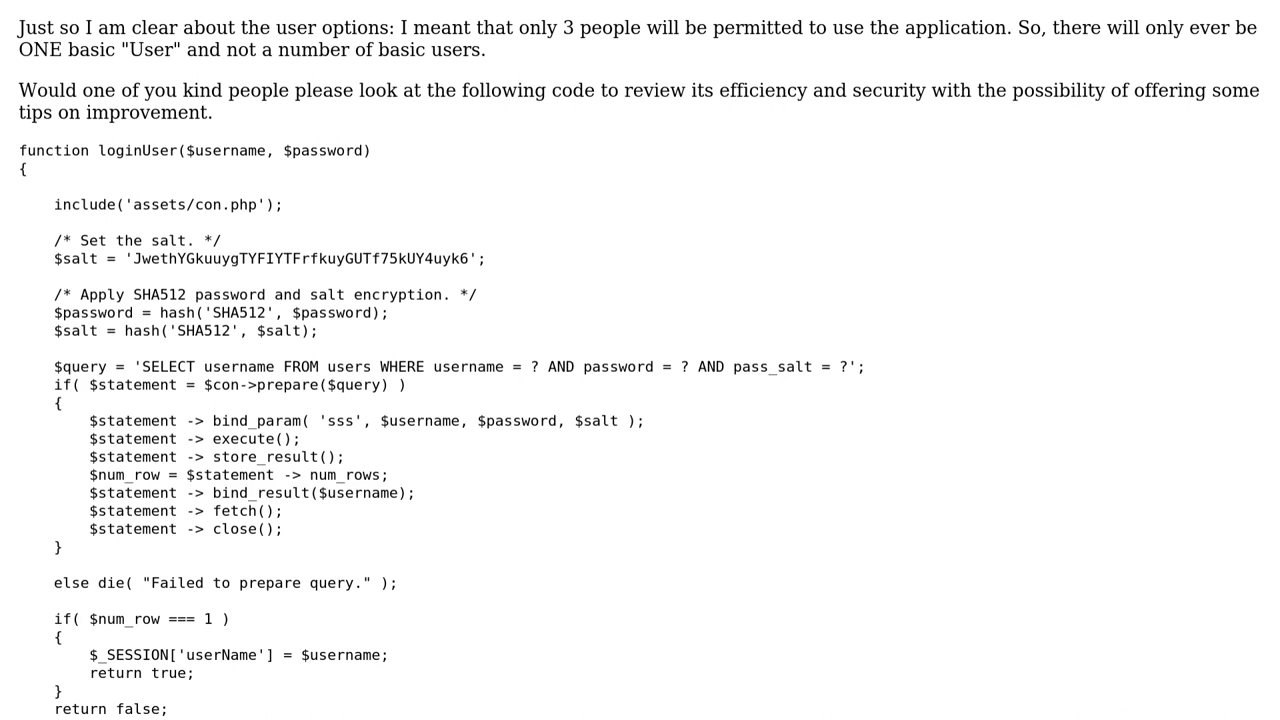 Just so I am clear about the user options: I meant that only 3 people will be permitted to use the application. So, there will only ever be
ONE basic "User" and not a number of basic users.
Would one of you kind people please look at the following code to review its efficiency and security with the possibility of offering some
tips on improvement.
function loginUser($username, $password)
{
    include('assets/con.php');
    /* Set the salt. */
    $salt = 'JwethYGkuuygTYFIYTFrfkuyGUTf75kUY4uyk6';
    /* Apply SHA512 password and salt encryption. */
    $password = hash('SHA512', $password);
    $salt = hash('SHA512', $salt);
    $query = 'SELECT username FROM users WHERE username = ? AND password = ? AND pass_salt = ?';
    if( $statement = $con->prepare($query) )
    {
        $statement -> bind_param( 'sss', $username, $password, $salt );
        $statement -> execute();
        $statement -> store_result();
        $num_row = $statement -> num_rows;
        $statement -> bind_result($username);
        $statement -> fetch();
        $statement -> close();
    }
    else die( "Failed to prepare query." );
    if( $num_row === 1 )
    {
        $_SESSION['userName'] = $username;
        return true;
    }
    return false;